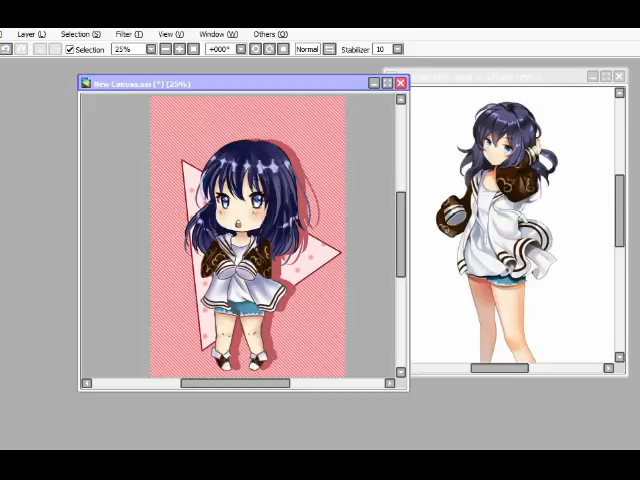 Layer (L) Selection (S) Filter (T) View (V) Window (W) Others (O)
Selection 25% +000° Normal Stabilizer 10
New Canvas.sai (*) [25%]